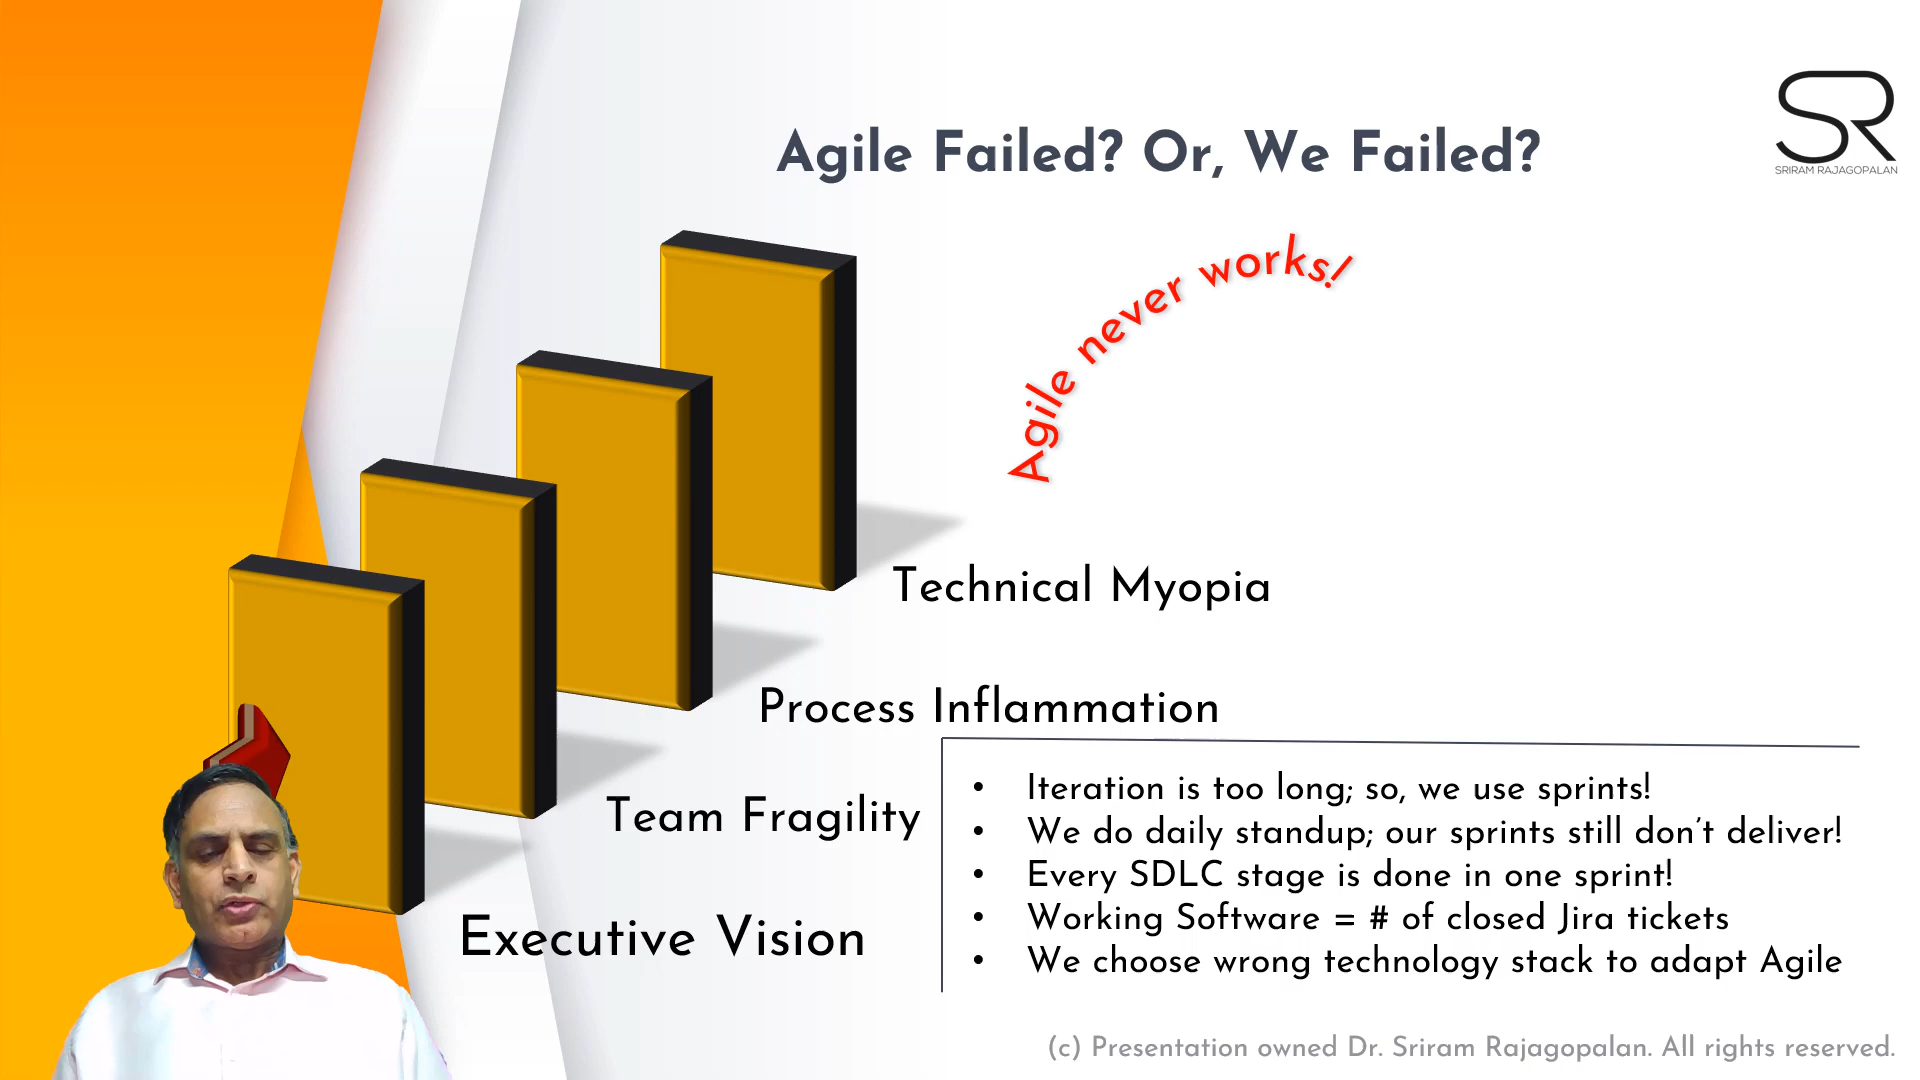 Agile Failed? Or, We Failed?
SR
SRIRAM RAJAGOPALAN
Agile never works!
Technical Myopia
Process Inflammation
Team Fragility
Executive Vision
• Iteration is too long; so, we use sprints!
• We do daily standup; our sprints still don’t deliver!
• Every SDLC stage is done in one sprint!
• Working Software = # of closed Jira tickets
• We choose wrong technology stack to adapt Agile
(c) Presentation owned Dr. Sriram Rajagopalan. All rights reserved.